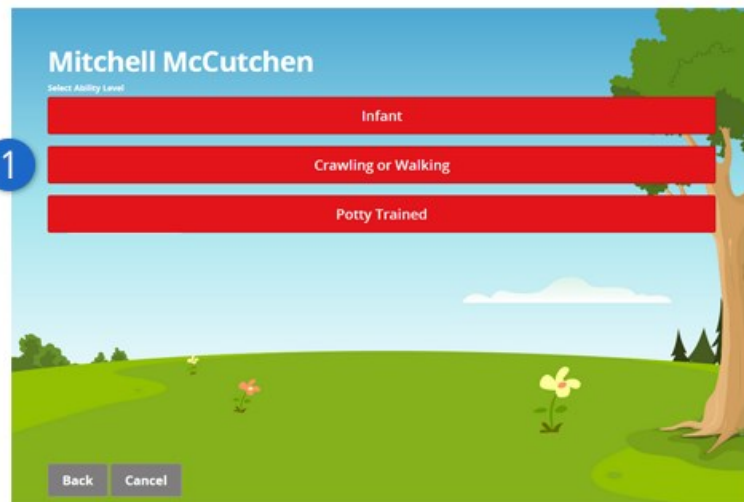 Mitchell McCutchen
Select Ability Level
Infant
1
Crawling or Walking
Potty Trained
Back
Cancel